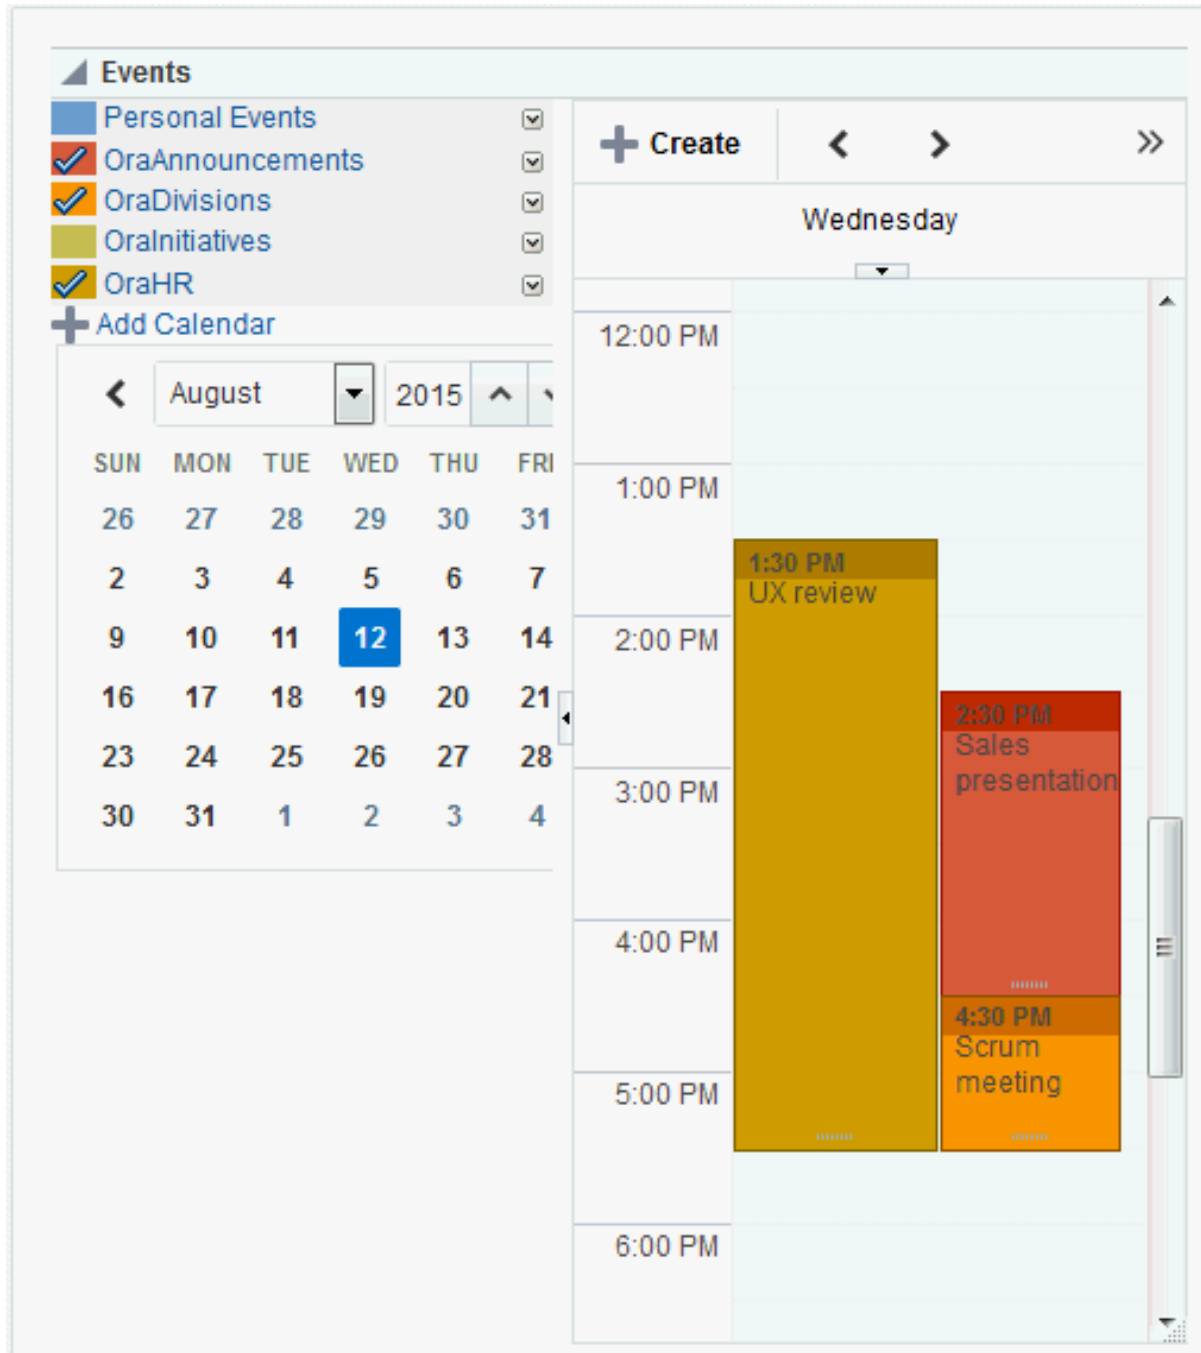 Events
Personal Events
OraAnnouncements
OraDivisions
OraInitiatives
OraHR
Add Calendar
August 2015
SUN MON TUE WED THU FRI
26 27 28 29 30 31
2 3 4 5 6 7
9 10 11 12 13 14
16 17 18 19 20 21
23 24 25 26 27 28
30 31 1 2 3 4
Create
Wednesday
12:00 PM
1:00 PM
1:30 PM
UX review
2:00 PM
2:30 PM
Sales
presentation
3:00 PM
4:00 PM
4:30 PM
Scrum
meeting
5:00 PM
6:00 PM